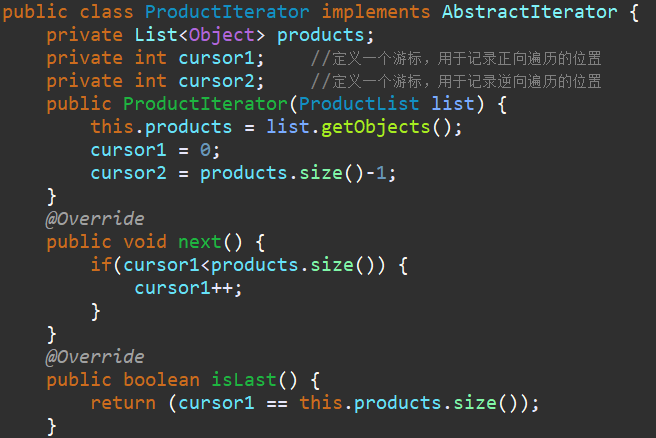 public class ProductIterator implements AbstractIterator {
    private List<Object> products;
    private int cursor1;    //定义一个游标，用于记录正向遍历的位置
    private int cursor2;    //定义一个游标，用于记录逆向遍历的位置
    public ProductIterator(ProductList list) {
        this.products = list.getObjects();
        cursor1 = 0;
        cursor2 = products.size()-1;
    }
    @Override
    public void next() {
        if(cursor1<products.size()) {
            cursor1++;
        }
    }
    @Override
    public boolean isLast() {
        return (cursor1 == this.products.size());
    }